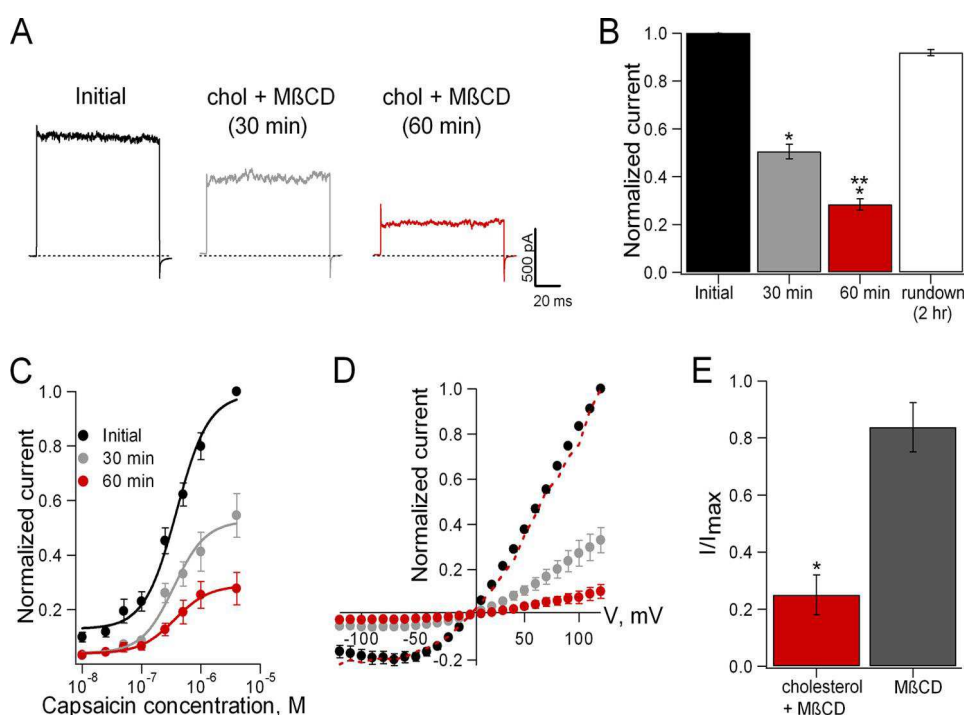 A
Initial
chol + MßCD
(30 min)
chol + MßCD
(60 min)
500 pA
20 ms
B
Normalized current
1.0
0.8
0.6
0.4
0.2
0.0
*
**
*
Initial
30 min
60 min
rundown
(2 hr)
C
Normalized current
1.0
0.8
0.6
0.4
0.2
Initial
30 min
60 min
10-8
10-7
10-6
10-5
Capsaicin concentration, M
D
Normalized current
1.0
0.8
0.6
0.4
0.2
-0.2
-100
-50
50
100
V, mV
E
I/Imax
1.0
0.8
0.6
0.4
0.2
0.0
*
cholesterol
+ MßCD
MßCD